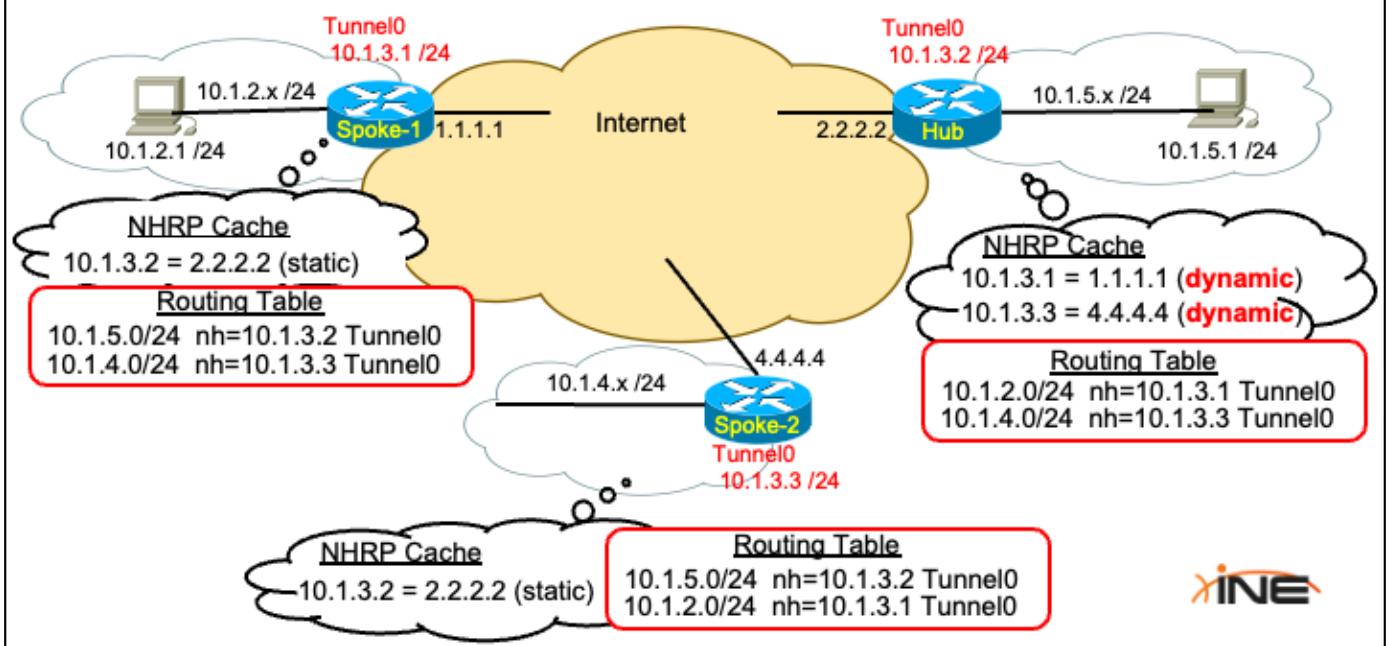 Tunnel0
10.1.3.1 /24
Tunnel0
10.1.3.2 /24
10.1.2.x /24
10.1.2.1 /24
Spoke-1
1.1.1.1
Internet
2.2.2.2
Hub
10.1.5.x /24
10.1.5.1 /24
NHRP Cache
10.1.3.2 = 2.2.2.2 (static)
Routing Table
10.1.5.0/24 nh=10.1.3.2 Tunnel0
10.1.4.0/24 nh=10.1.3.3 Tunnel0
NHRP Cache
10.1.3.1 = 1.1.1.1 (dynamic)
10.1.3.3 = 4.4.4.4 (dynamic)
Routing Table
10.1.2.0/24 nh=10.1.3.1 Tunnel0
10.1.4.0/24 nh=10.1.3.3 Tunnel0
4.4.4.4
10.1.4.x /24
Spoke-2
Tunnel0
10.1.3.3 /24
NHRP Cache
10.1.3.2 = 2.2.2.2 (static)
Routing Table
10.1.5.0/24 nh=10.1.3.2 Tunnel0
10.1.2.0/24 nh=10.1.3.1 Tunnel0
INE